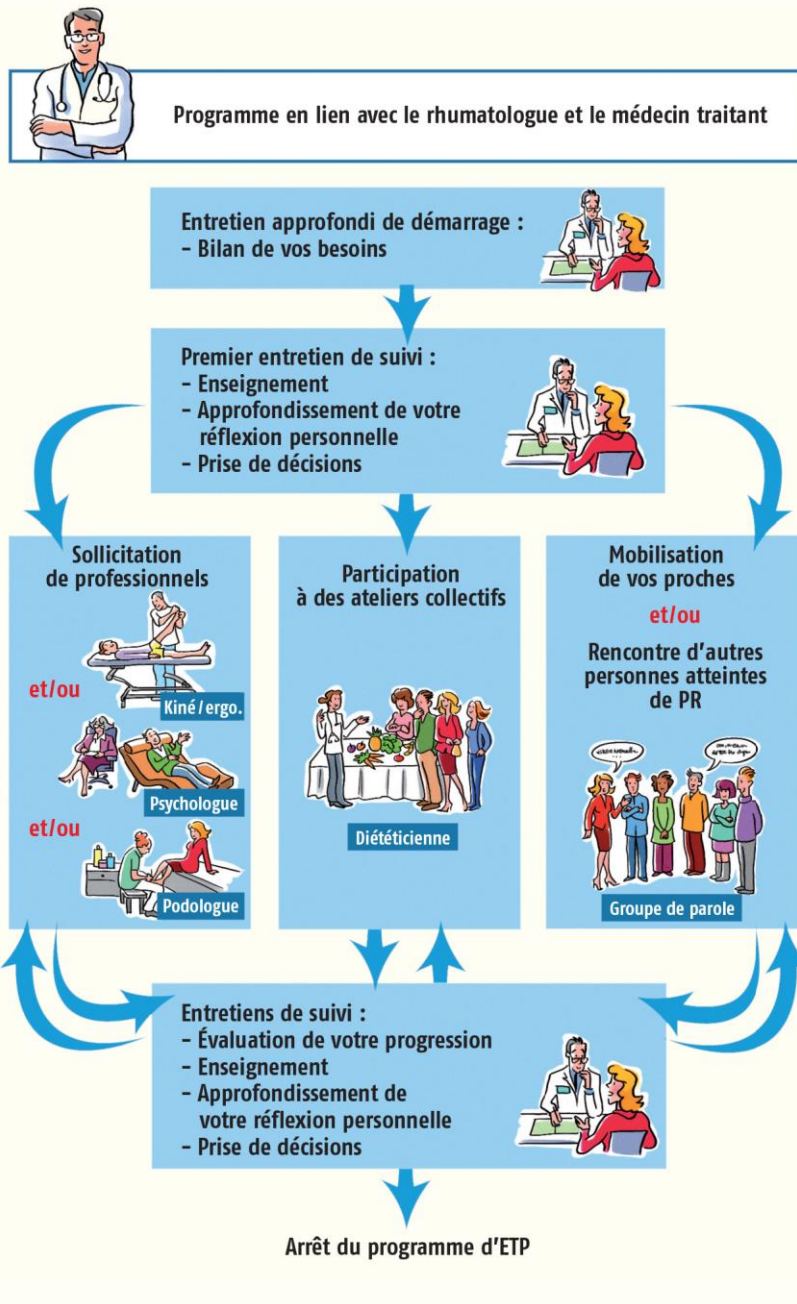 Programme en lien avec le rhumatologue et le médecin traitant
Entretien approfondi de démarrage :
– Bilan de vos besoins
Premier entretien de suivi :
– Enseignement
– Approfondissement de votre
réflexion personnelle
– Prise de décisions
Sollicitation
de professionnels
Kiné / ergo.
et/ou
Psychologue
et/ou
Podologue
Participation
à des ateliers collectifs
Diététicienne
Mobilisation
de vos proches
et/ou
Rencontre d'autres
personnes atteintes
de PR
Groupe de parole
Entretiens de suivi :
– Évaluation de votre progression
– Enseignement
– Approfondissement de
votre réflexion personnelle
– Prise de décisions
Arrêt du programme d'ETP